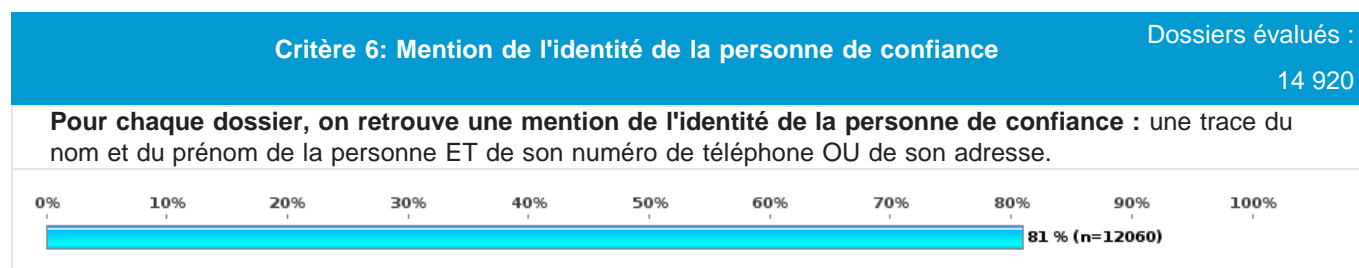 Critère 6: Mention de l'identité de la personne de confiance
Dossiers évalués :
14 920
Pour chaque dossier, on retrouve une mention de l'identité de la personne de confiance : une trace du
nom et du prénom de la personne ET de son numéro de téléphone OU de son adresse.
0% 10% 20% 30% 40% 50% 60% 70% 80% 90% 100%
81 % (n=12060)